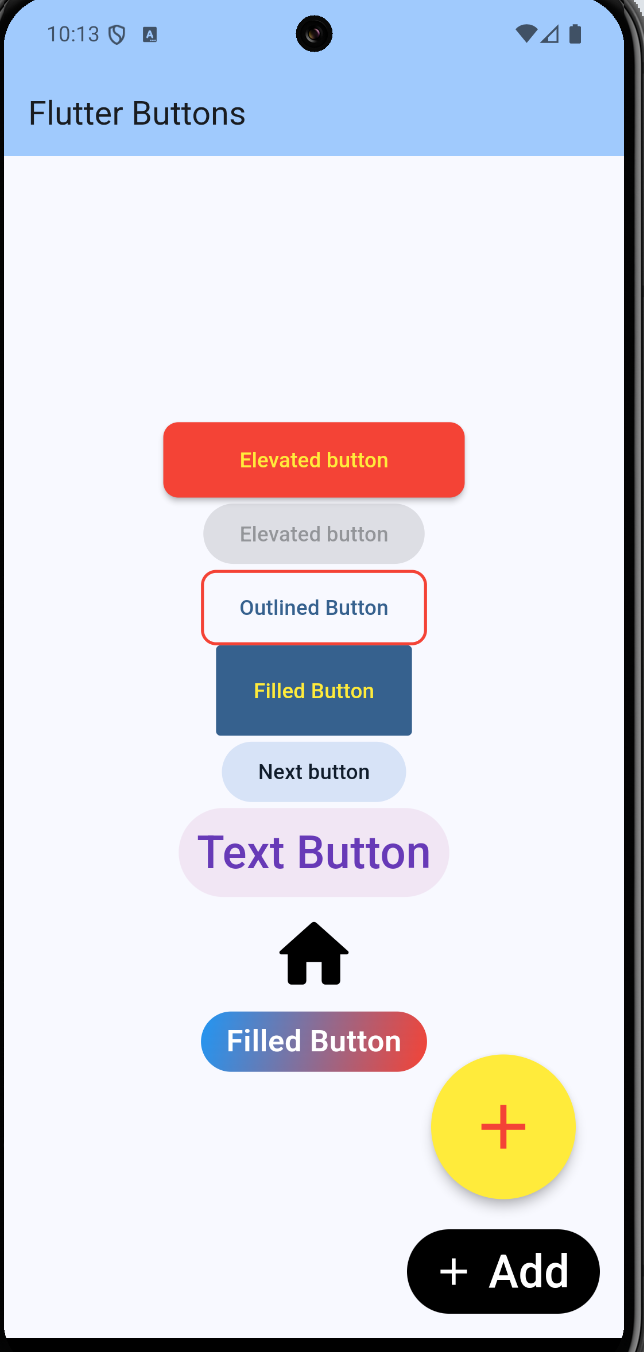 10:13
Flutter Buttons
Elevated button
Elevated button
Outlined Button
Filled Button
Next button
Text Button
Filled Button
+ Add